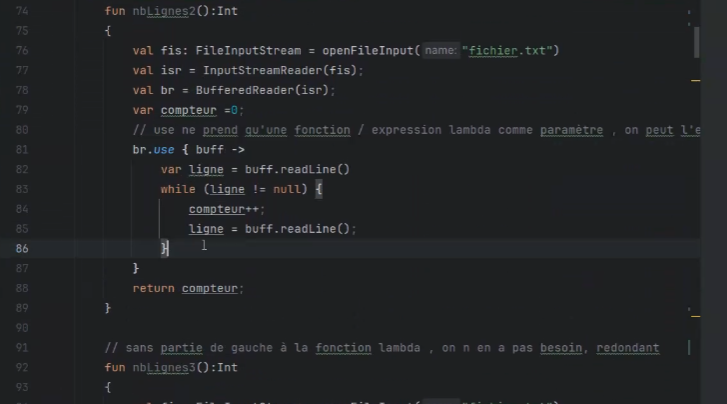 74 fun nbLignes2():Int
75 {
76 val fis: FileInputStream = openFileInput( name: "fichier.txt")
77 val isr = InputStreamReader(fis);
78 val br = BufferedReader(isr);
79 var compteur =0;
80 // use ne prend qu'une fonction / expression lambda comme paramètre , on peut l'e
81 br.use { buff ->
82 var ligne = buff.readLine()
83 while (ligne != null) {
84 compteur++;
85 ligne = buff.readLine();
86 }
87 }
88 return compteur;
89 }
90
91 // sans partie de gauche à la fonction lambda , on n en a pas besoin, redondant
92 fun nbLignes3():Int
93 {